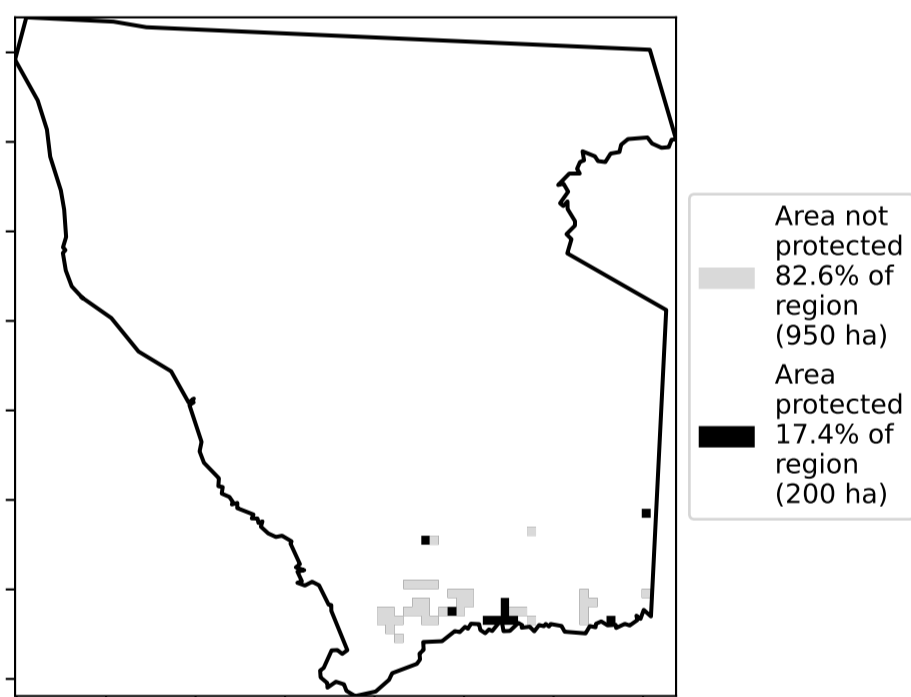 Area not
protected
82.6% of
region
(950 ha)
Area
protected
17.4% of
region
(200 ha)